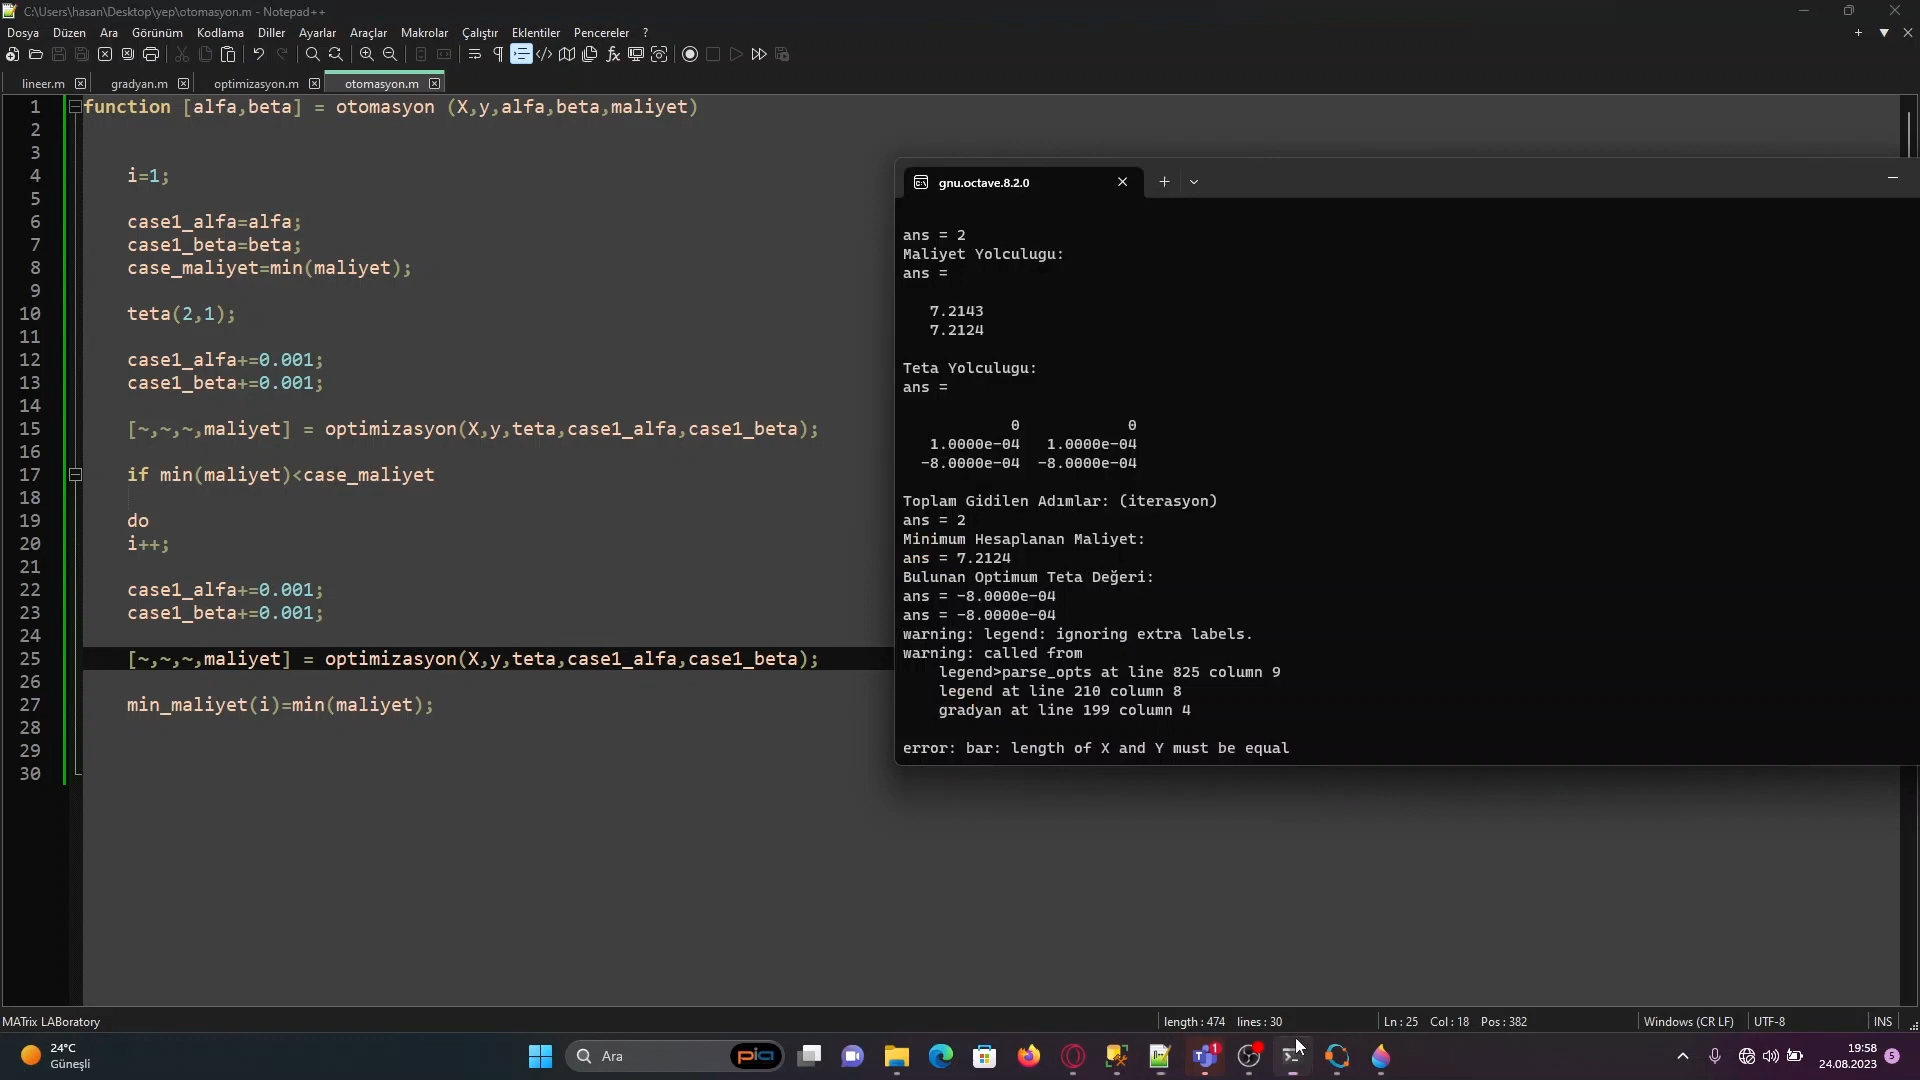 C:\Users\hasan\Desktop\yep\otomasyon.m - Notepad++
Dosya Düzen Ara Görünüm Kodlama Diller Ayarlar Araçlar Makrolar Çalıştır Eklentiler Pencereler ?
lineer.m gradyan.m optimizasyon.m otomasyon.m
1 function [alfa,beta] = otomasyon (X,y,alfa,beta,maliyet)
2
3
4 i=1;
5
6 case1_alfa=alfa;
7 case1_beta=beta;
8 case_maliyet=min(maliyet);
9
10 teta(2,1);
11
12 case1_alfa+=0.001;
13 case1_beta+=0.001;
14
15 [~,~,~,maliyet] = optimizasyon(X,y,teta,case1_alfa,case1_beta);
16
17 if min(maliyet)<case_maliyet
18
19 do
20 i++;
21
22 case1_alfa+=0.001;
23 case1_beta+=0.001;
24
25 [~,~,~,maliyet] = optimizasyon(X,y,teta,case1_alfa,case1_beta);
26
27 min_maliyet(i)=min(maliyet);
28
29
30
gnu.octave.8.2.0
ans = 2
Maliyet Yolculugu:
ans =
7.2143
7.2124
Teta Yolculugu:
ans =
0 0
1.0000e-04 1.0000e-04
-8.0000e-04 -8.0000e-04
Toplam Gidilen Adımlar: (iterasyon)
ans = 2
Minimum Hesaplanan Maliyet:
ans = 7.2124
Bulunan Optimum Teta Değeri:
ans = -8.0000e-04
ans = -8.0000e-04
warning: legend: ignoring extra labels.
warning: called from
legend>parse_opts at line 825 column 9
legend at line 210 column 8
gradyan at line 199 column 4
error: bar: length of X and Y must be equal
MATrix LABoratory length : 474 lines : 30 Ln : 25 Col : 18 Pos : 382 Windows (CR LF) UTF-8 INS
24°C
Güneşli
Ara
pia
1
19:58
24.08.2023
5